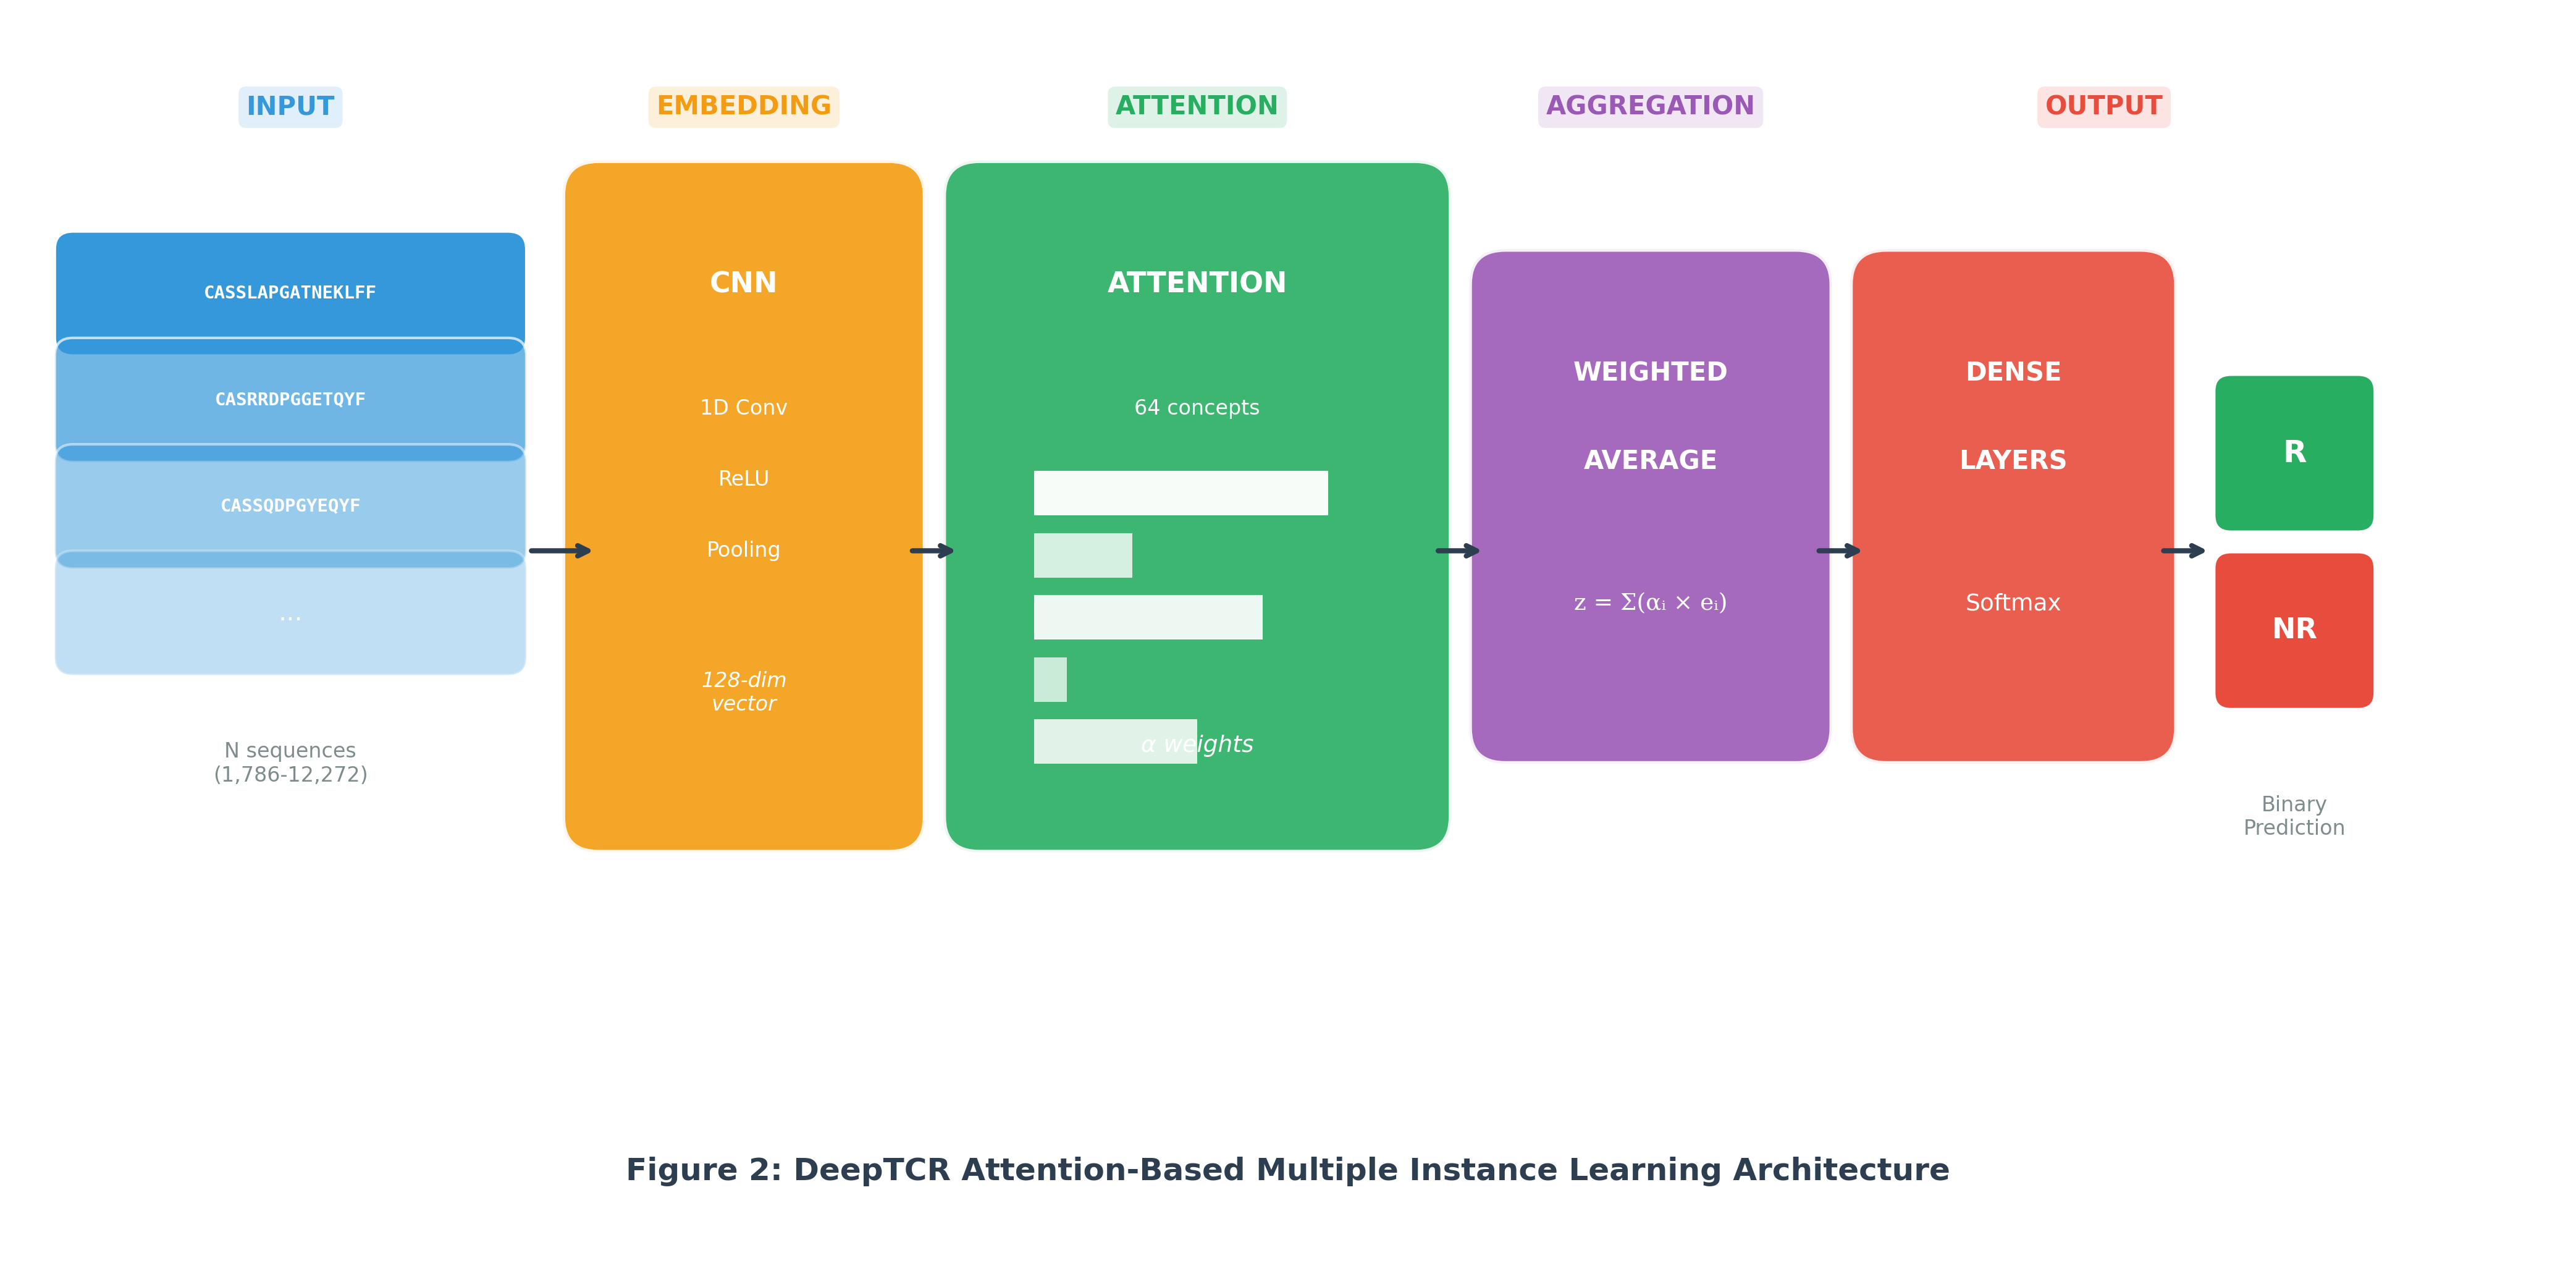 INPUT
EMBEDDING
ATTENTION
AGGREGATION
OUTPUT
CASSLAPGATNEKLFF
CASRRDPGGETQYF
CASSQDPGYEQYF
...
N sequences
(1,786-12,272)
CNN
1D Conv
ReLU
Pooling
128-dim
vector
ATTENTION
64 concepts
α weights
WEIGHTED
AVERAGE
z = Σ(αᵢ × eᵢ)
DENSE
LAYERS
Softmax
R
NR
Binary
Prediction
Figure 2: DeepTCR Attention-Based Multiple Instance Learning Architecture